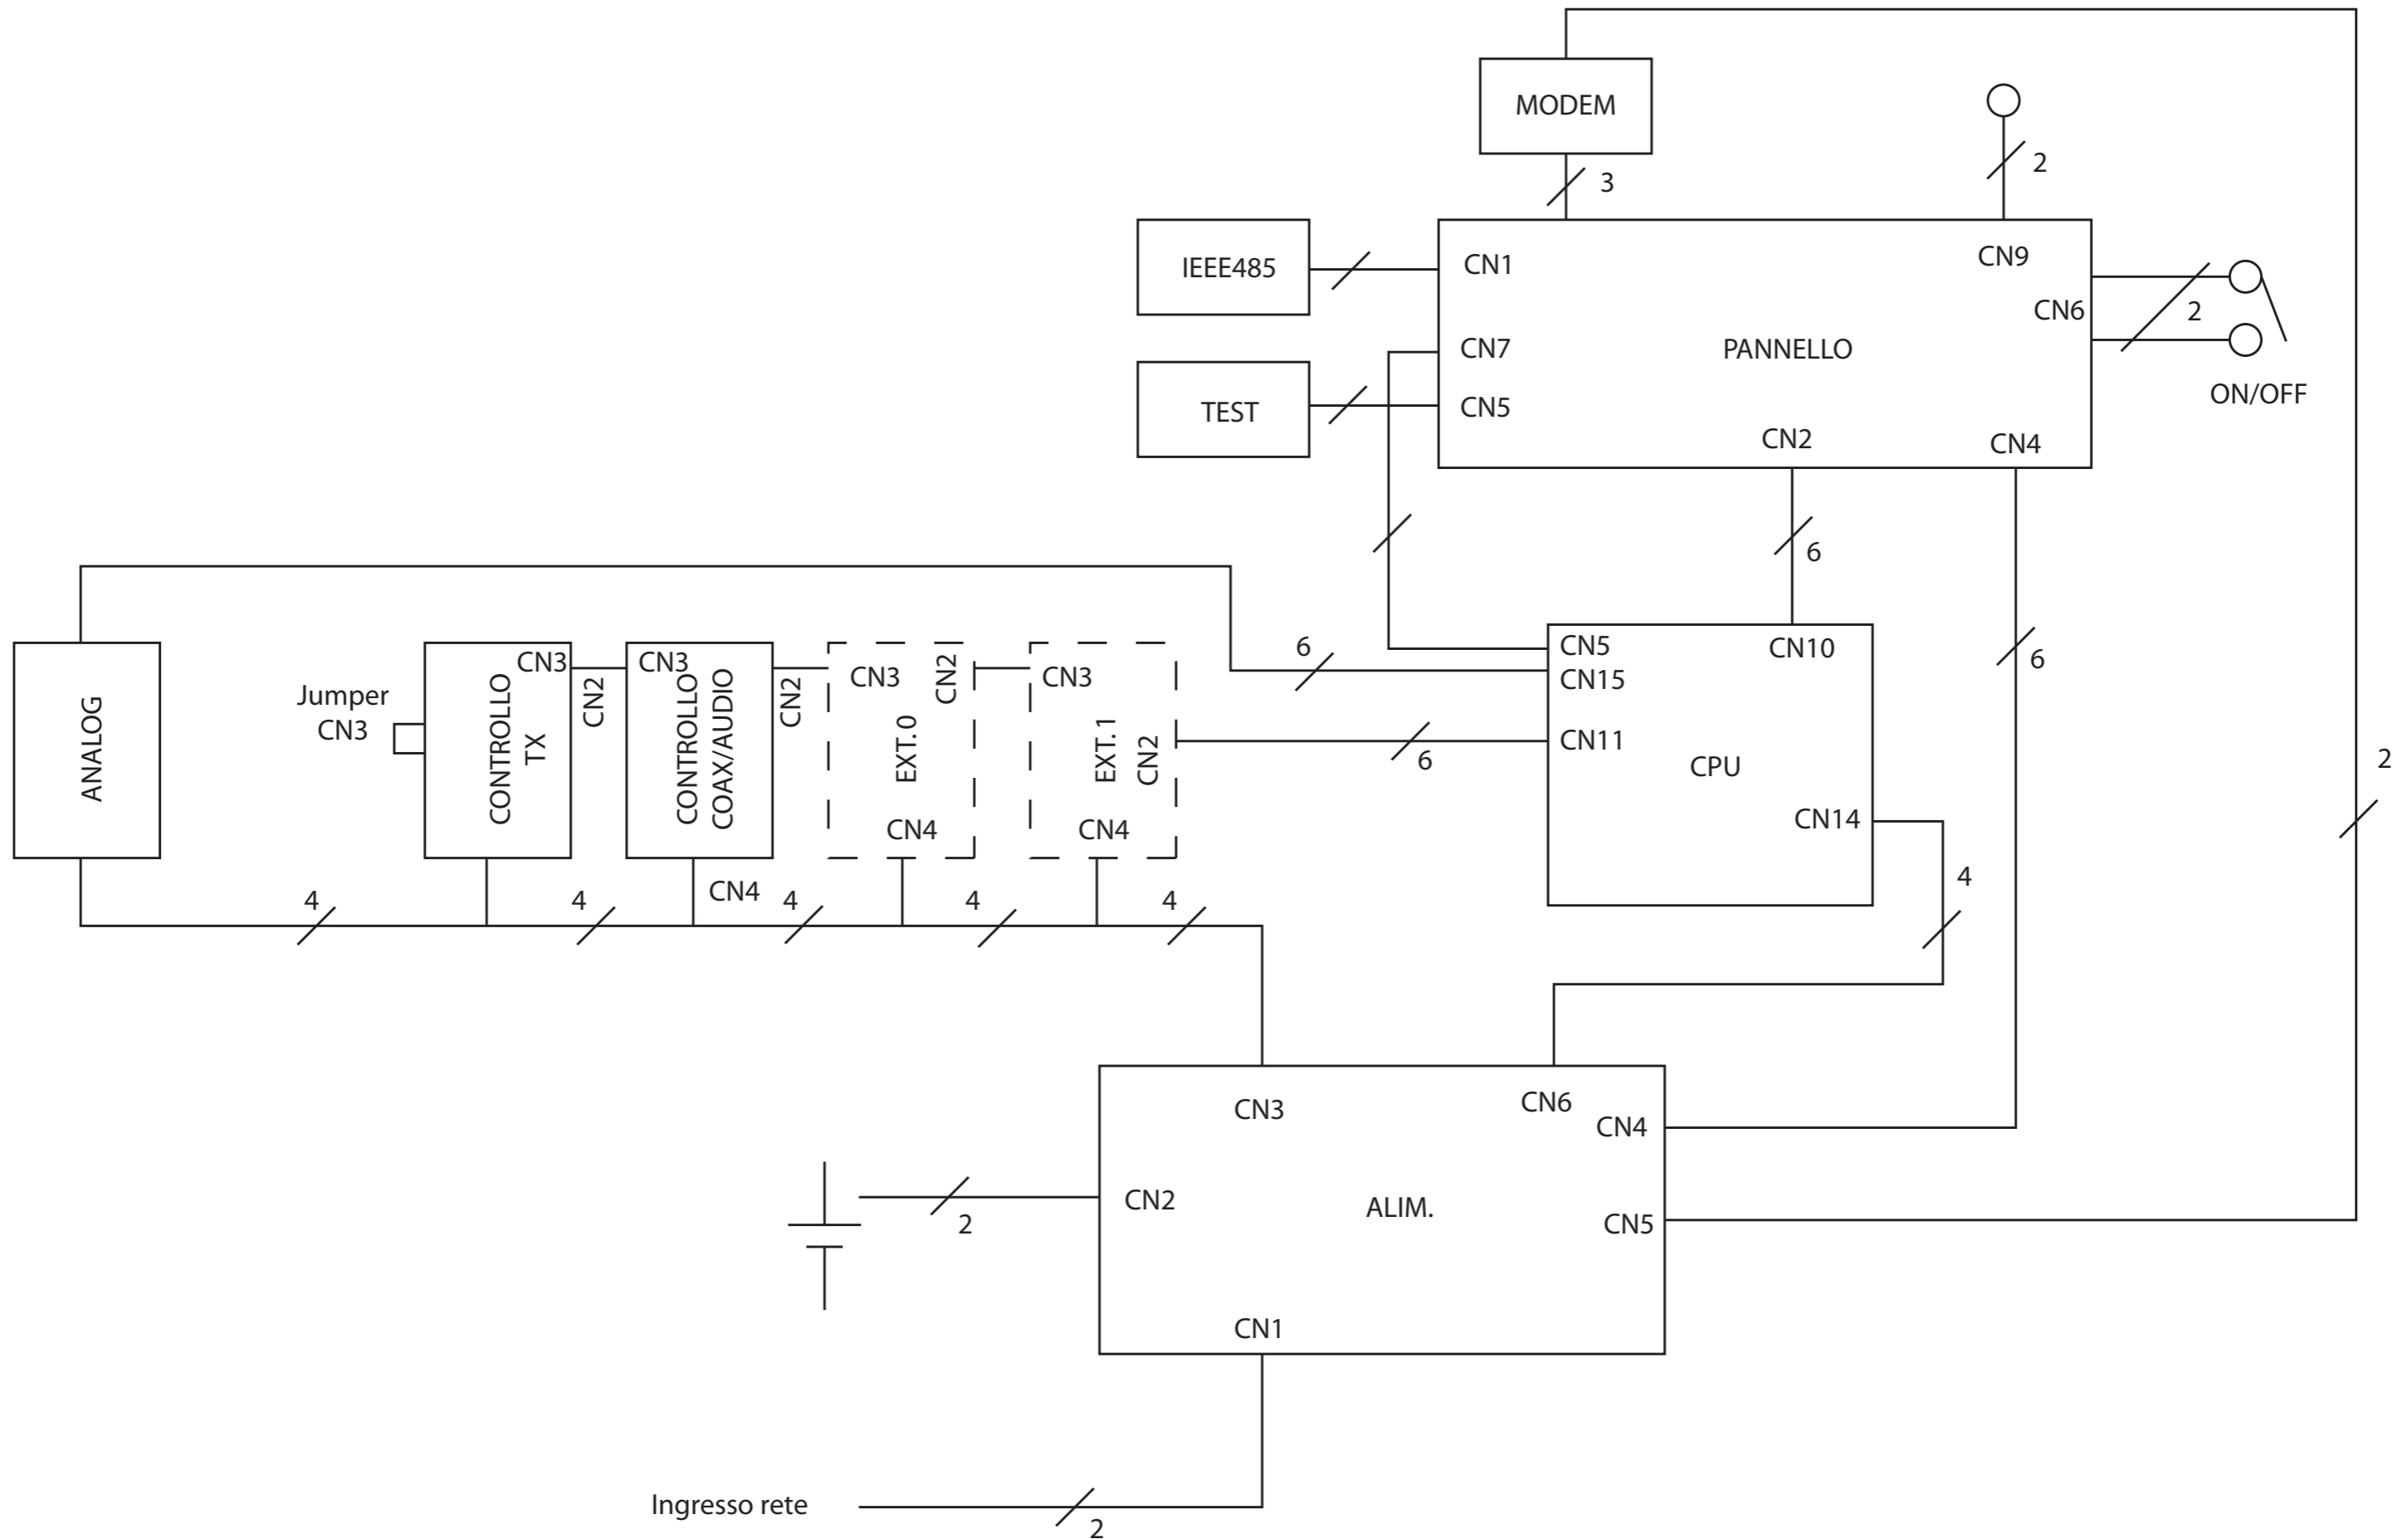 MODEM
3
2
IEEE485
CN1
CN9
CN6
2
CN7
PANNELLO
TEST
CN5
ON/OFF
CN2
CN4
6
6
CN5
CN10
6
CN15
CN11
6
CPU
CN14
4
2
ANALOG
Jumper
CN3
CONTROLLO
TX
CN3
CN2
CN3
CONTROLLO
COAX/AUDIO
CN2
CN3
CN2
EXT. 0
CN4
CN3
EXT. 1
CN2
CN4
4
4
CN4
4
4
4
CN3
CN6
CN4
CN2
2
ALIM.
CN5
CN1
Ingresso rete
2